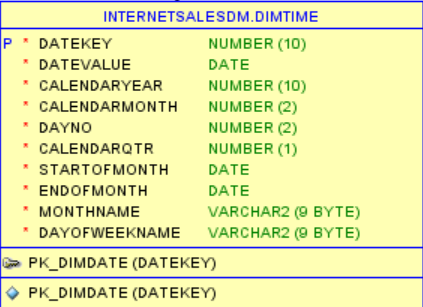 INTERNETSALESDM.DIMTIME
P * DATEKEY NUMBER (10)
* DATEVALUE DATE
* CALENDARYEAR NUMBER (10)
* CALENDARMONTH NUMBER (2)
* DAYNO NUMBER (2)
* CALENDARQTR NUMBER (1)
* STARTOFMONTH DATE
* ENDOFMONTH DATE
* MONTHNAME VARCHAR2 (9 BYTE)
* DAYOFWEEKNAME VARCHAR2 (9 BYTE)
PK_DIMDATE (DATEKEY)
PK_DIMDATE (DATEKEY)